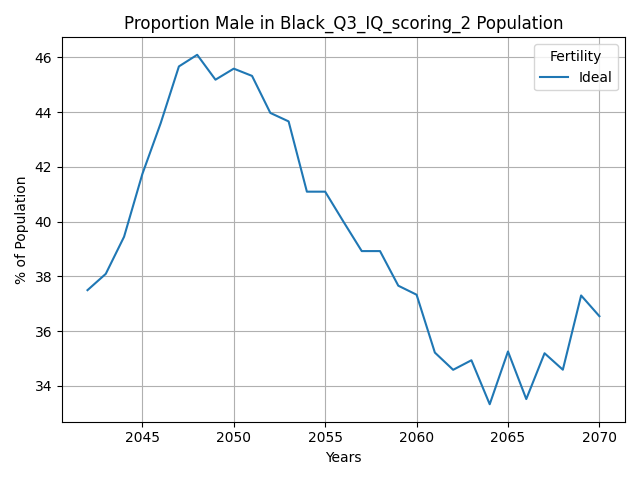 Proportion Male in Black_Q3_IQ_scoring_2 Population
Fertility
Ideal
% of Population
46
44
42
40
38
36
34
2045
2050
2055
2060
2065
2070
Years